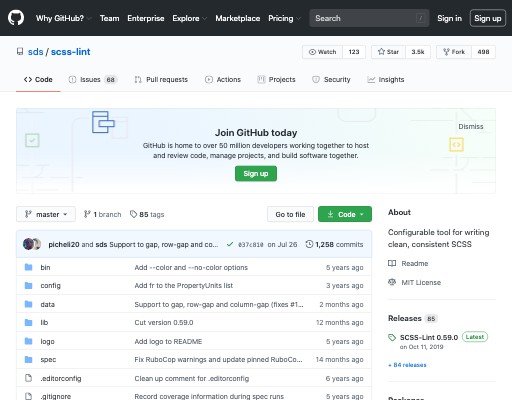 Why GitHub? Team Enterprise Explore Marketplace Pricing Search / Sign in Sign up
sds / scss-lint Watch 123 Star 3.5k Fork 498
Code Issues 68 Pull requests Actions Projects Security Insights
Dismiss
Join GitHub today
GitHub is home to over 50 million developers working together to host
and review code, manage projects, and build software together.
Sign up
master 1 branch 85 tags Go to file Code
picheli20 and sds Support to gap, row-gap and co... 037c810 on Jul 26 1,258 commits
bin Add --color and --no-color options 5 years ago
config Add fr to the PropertyUnits list 3 years ago
data Support to gap, row-gap and column-gap (fixes #1... 2 months ago
lib Cut version 0.59.0 12 months ago
logo Add logo to README 5 years ago
spec Fix RuboCop warnings and update pinned RuboCo... 14 months ago
.editorconfig Clean up comment for .editorconfig 6 years ago
.gitignore Record coverage information during spec runs 5 years ago
About
Configurable tool for writing
clean, consistent SCSS
Readme
MIT License
Releases 85
SCSS-Lint 0.59.0 Latest
on Oct 11, 2019
+ 84 releases